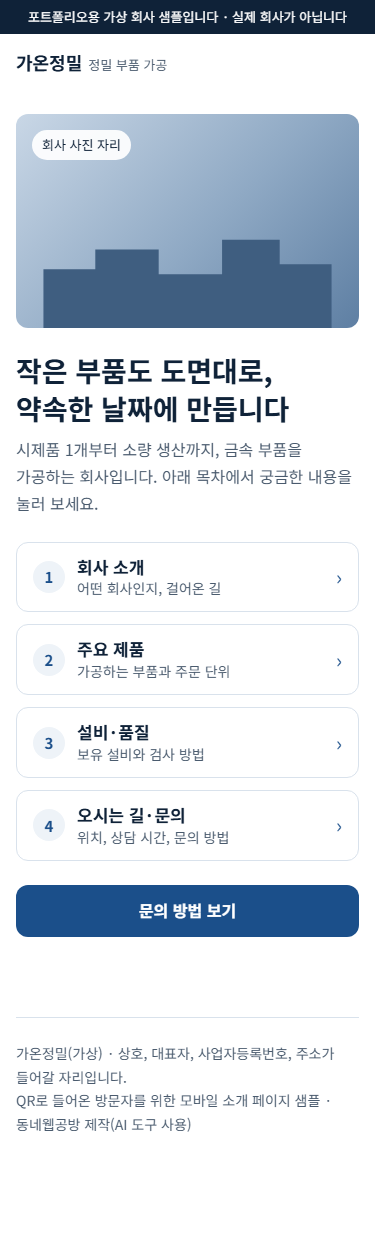 포트폴리오용 가상 회사 샘플입니다 · 실제 회사가 아닙니다
가온정밀 정밀 부품 가공
회사 사진 자리
작은 부품도 도면대로,
약속한 날짜에 만듭니다
시제품 1개부터 소량 생산까지, 금속 부품을
가공하는 회사입니다. 아래 목차에서 궁금한 내용을
눌러 보세요.
1
회사 소개
어떤 회사인지, 걸어온 길
›
2
주요 제품
가공하는 부품과 주문 단위
›
3
설비·품질
보유 설비와 검사 방법
›
4
오시는 길·문의
위치, 상담 시간, 문의 방법
›
문의 방법 보기
가온정밀(가상) · 상호, 대표자, 사업자등록번호, 주소가
들어갈 자리입니다.
QR로 들어온 방문자를 위한 모바일 소개 페이지 샘플 ·
동네웹공방 제작(AI 도구 사용)